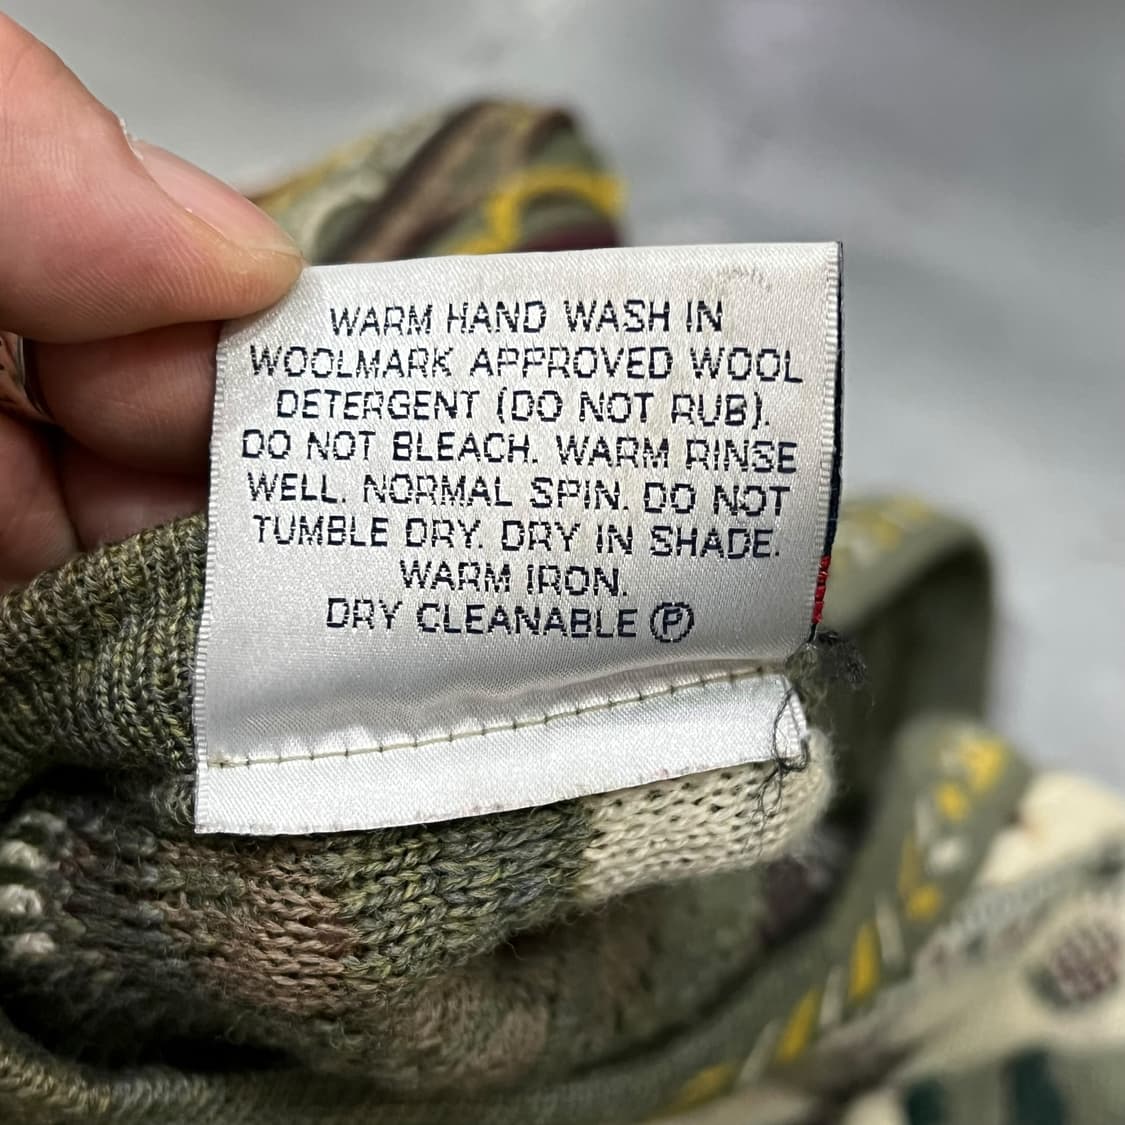 WARM HAND WASH IN
WOOLMARK APPROVED WOOL
DETERGENT (DO NOT RUB).
DO NOT BLEACH. WARM RINSE
WELL. NORMAL SPIN. DO NOT
TUMBLE DRY. DRY IN SHADE.
WARM IRON.
DRY CLEANABLE Ⓟ